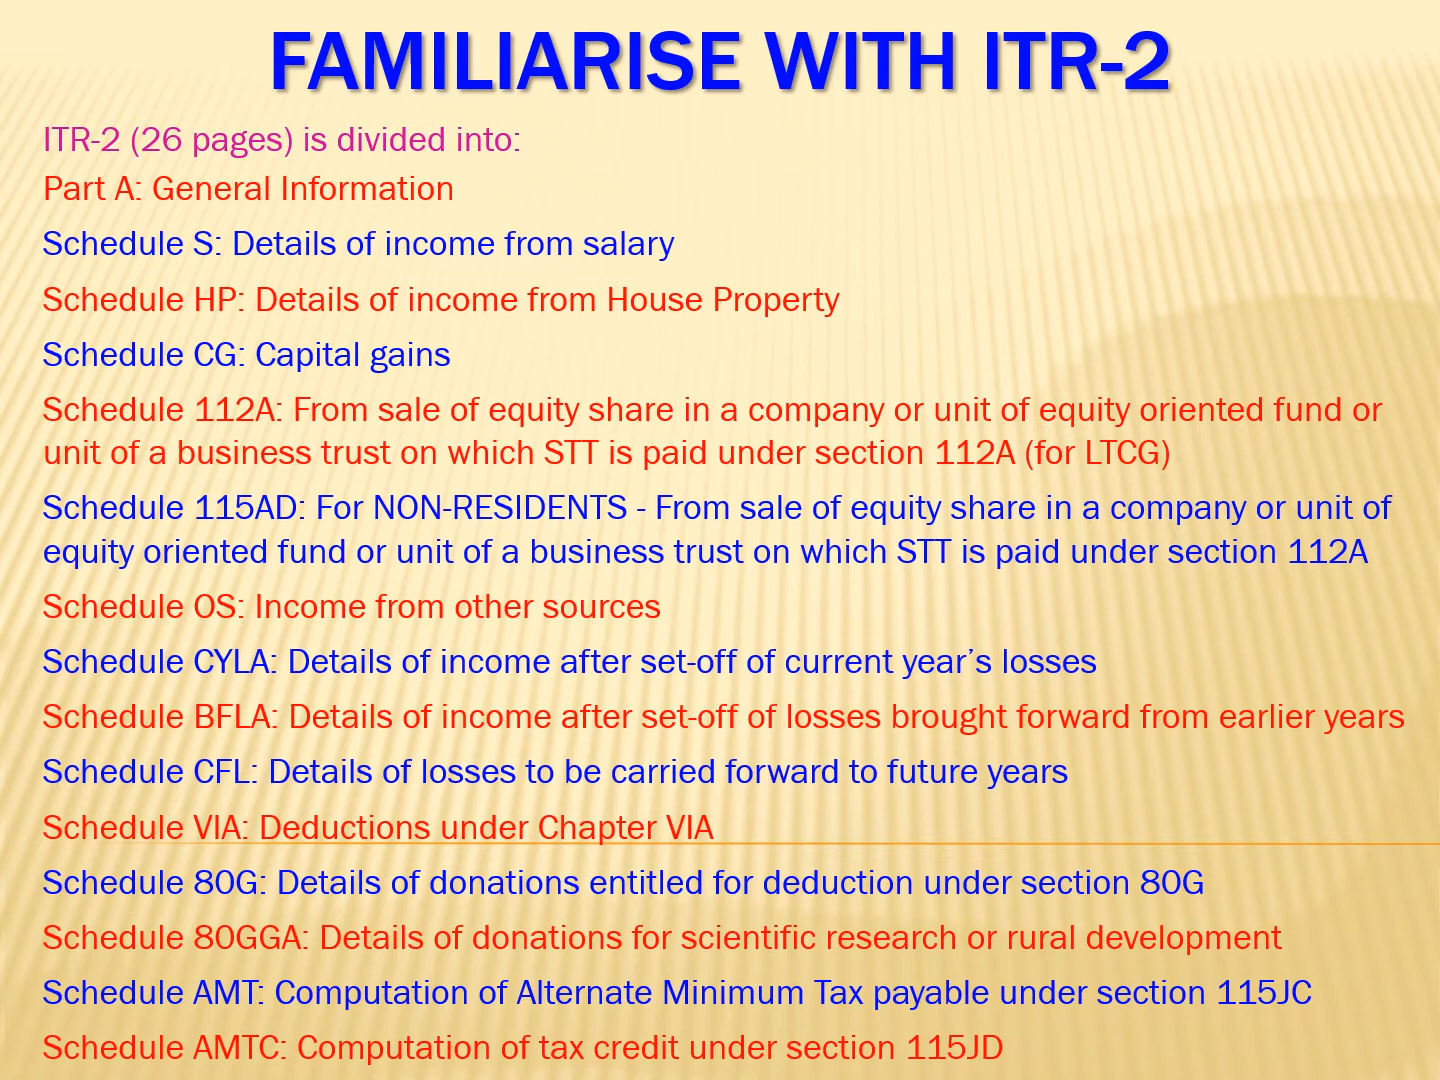 FAMILIARISE WITH ITR-2
ITR-2 (26 pages) is divided into:
Part A: General Information
Schedule S: Details of income from salary
Schedule HP: Details of income from House Property
Schedule CG: Capital gains
Schedule 112A: From sale of equity share in a company or unit of equity oriented fund or
unit of a business trust on which STT is paid under section 112A (for LTCG)
Schedule 115AD: For NON-RESIDENTS - From sale of equity share in a company or unit of
equity oriented fund or unit of a business trust on which STT is paid under section 112A
Schedule OS: Income from other sources
Schedule CYLA: Details of income after set-off of current year’s losses
Schedule BFLA: Details of income after set-off of losses brought forward from earlier years
Schedule CFL: Details of losses to be carried forward to future years
Schedule VIA: Deductions under Chapter VIA
Schedule 80G: Details of donations entitled for deduction under section 80G
Schedule 80GGA: Details of donations for scientific research or rural development
Schedule AMT: Computation of Alternate Minimum Tax payable under section 115JC
Schedule AMTC: Computation of tax credit under section 115JD